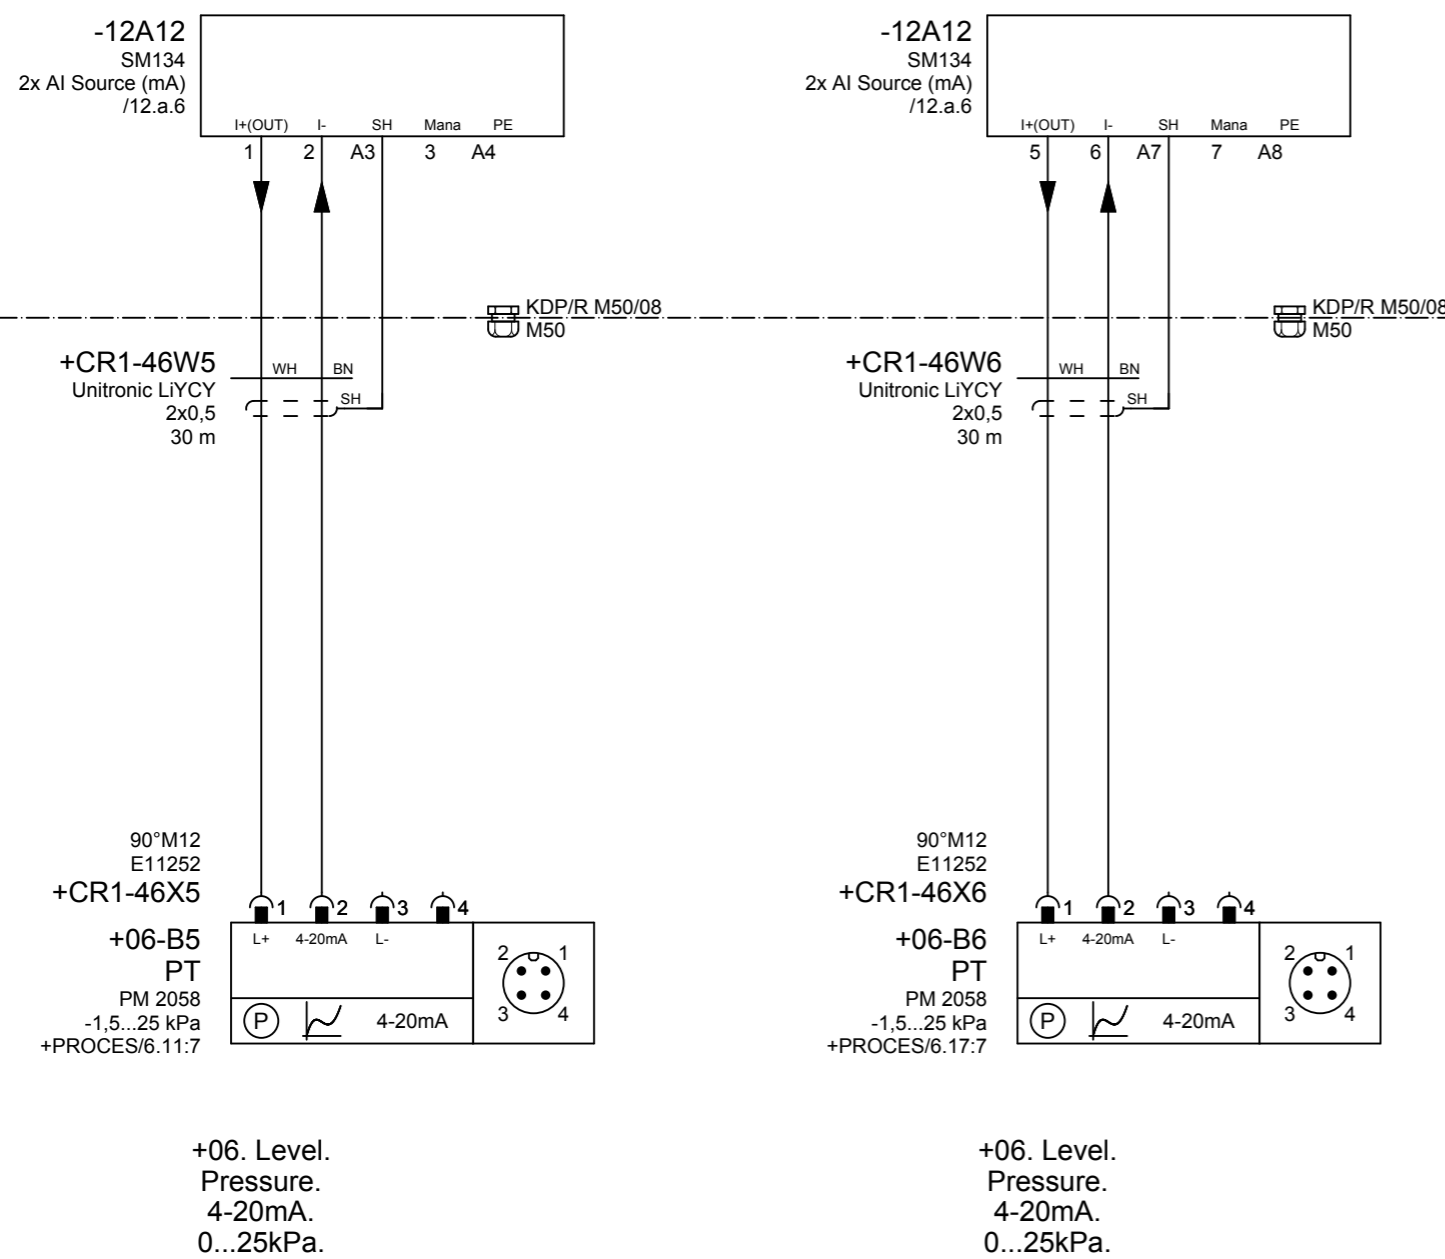 -12A12
SM134
2x AI Source (mA)
/12.a.6
I+(OUT) I- SH Mana PE
1 2 A3 3 A4
-12A12
SM134
2x AI Source (mA)
/12.a.6
I+(OUT) I- SH Mana PE
5 6 A7 7 A8
KDP/R M50/08
M50
KDP/R M50/08
M50
+CR1-46W5
Unitronic LiYCY
2x0,5
30 m
WH BN
SH
+CR1-46W6
Unitronic LiYCY
2x0,5
30 m
WH BN
SH
90°M12
E11252
+CR1-46X5
1 2 3 4
+06-B5
PT
PM 2058
-1,5...25 kPa
+PROCES/6.11:7
L+ 4-20mA L-
P 4-20mA
2 1
3 4
90°M12
E11252
+CR1-46X6
1 2 3 4
+06-B6
PT
PM 2058
-1,5...25 kPa
+PROCES/6.17:7
L+ 4-20mA L-
P 4-20mA
2 1
3 4
+06. Level.
Pressure.
4-20mA.
0...25kPa.
+06. Level.
Pressure.
4-20mA.
0...25kPa.